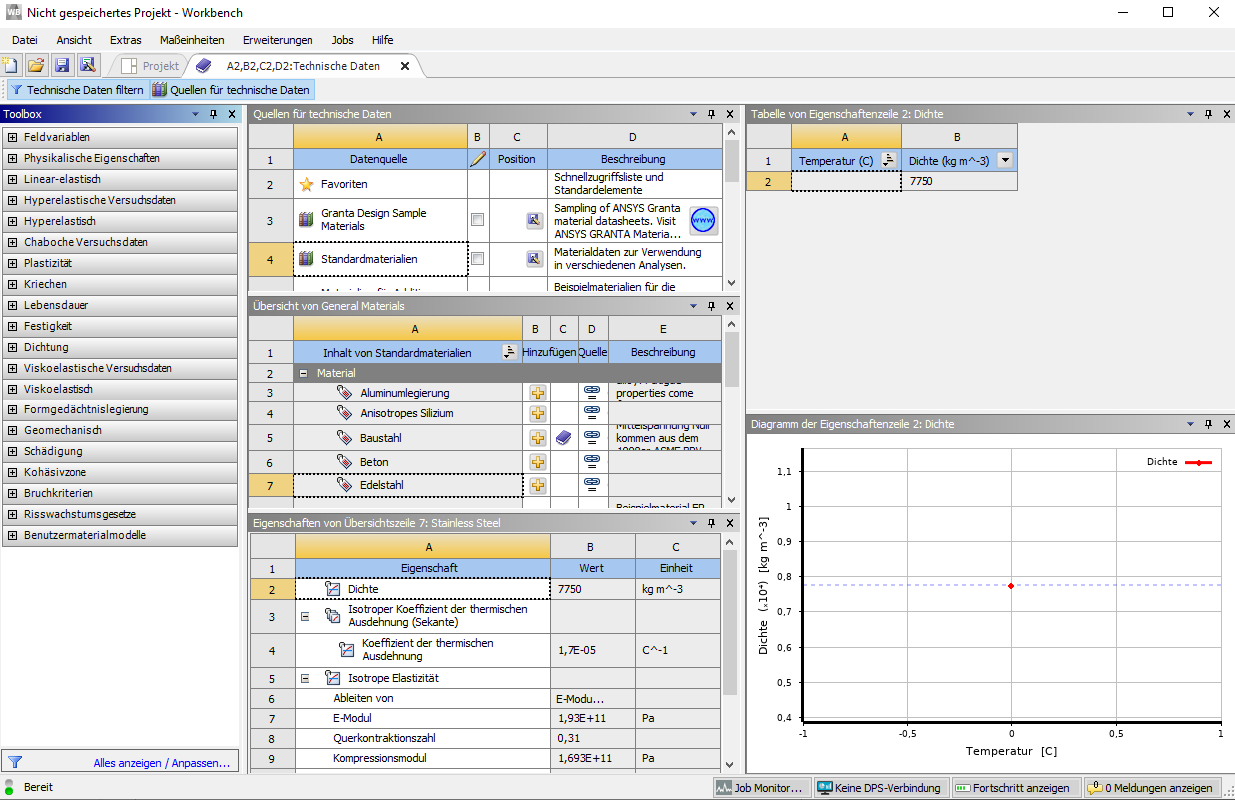 Nicht gespeichertes Projekt - Workbench
Datei Ansicht Extras Maßeinheiten Erweiterungen Jobs Hilfe
Projekt A2,B2,C2,D2:Technische Daten
Technische Daten filtern Quellen für technische Daten
Toolbox
Feldvariablen
Physikalische Eigenschaften
Linear-elastisch
Hyperelastische Versuchsdaten
Hyperelastisch
Chaboche Versuchsdaten
Plastizität
Kriechen
Lebensdauer
Festigkeit
Dichtung
Viskoelastische Versuchsdaten
Viskoelastisch
Formgedächtnislegierung
Geomechanisch
Schädigung
Kohäsivzone
Bruchkriterien
Risswachstumsgesetze
Benutzermaterialmodelle
Alles anzeigen / Anpassen...
Quellen für technische Daten
A B C D
1 Datenquelle Position Beschreibung
2 Favoriten Schnellzugriffsliste und
Standardelemente
3 Granta Design Sample
Materials
Sampling of ANSYS Granta
material datasheets. Visit
ANSYS GRANTA Materia...
www
4 Standardmaterialien Materialdaten zur Verwendung
in verschiedenen Analysen.
Beispielmaterialien für die
Übersicht von General Materials
A B C D E
1 Inhalt von Standardmaterialien Hinzufügen Quelle Beschreibung
2 Material
3 Aluminumlegierung properties come
4 Anisotropes Silizium
5 Baustahl Mittelspannung Null
kommen aus dem
6 Beton
7 Edelstahl
Eigenschaften von Übersichtszeile 7: Stainless Steel
A B C
1 Eigenschaft Wert Einheit
2 Dichte 7750 kg m^-3
3 Isotroper Koeffizient der thermischen
Ausdehnung (Sekante)
4 Koeffizient der thermischen
Ausdehnung 1,7E-05 C^-1
5 Isotrope Elastizität
6 Ableiten von E-Modu...
7 E-Modul 1,93E+11 Pa
8 Querkontraktionszahl 0,31
9 Kompressionsmodul 1,693E+11 Pa
Tabelle von Eigenschaftenzeile 2: Dichte
A B
1 Temperatur (C) Dichte (kg m^-3)
2 7750
Diagramm der Eigenschaftenzeile 2: Dichte
Dichte
1,1
1
0,9
0,8
0,7
0,6
0,5
0,4
Dichte (x10⁴) [kg m^-3]
-1 -0,5 0 0,5 1
Temperatur [C]
Bereit Job Monitor... Keine DPS-Verbindung Fortschritt anzeigen 0 Meldungen anzeigen